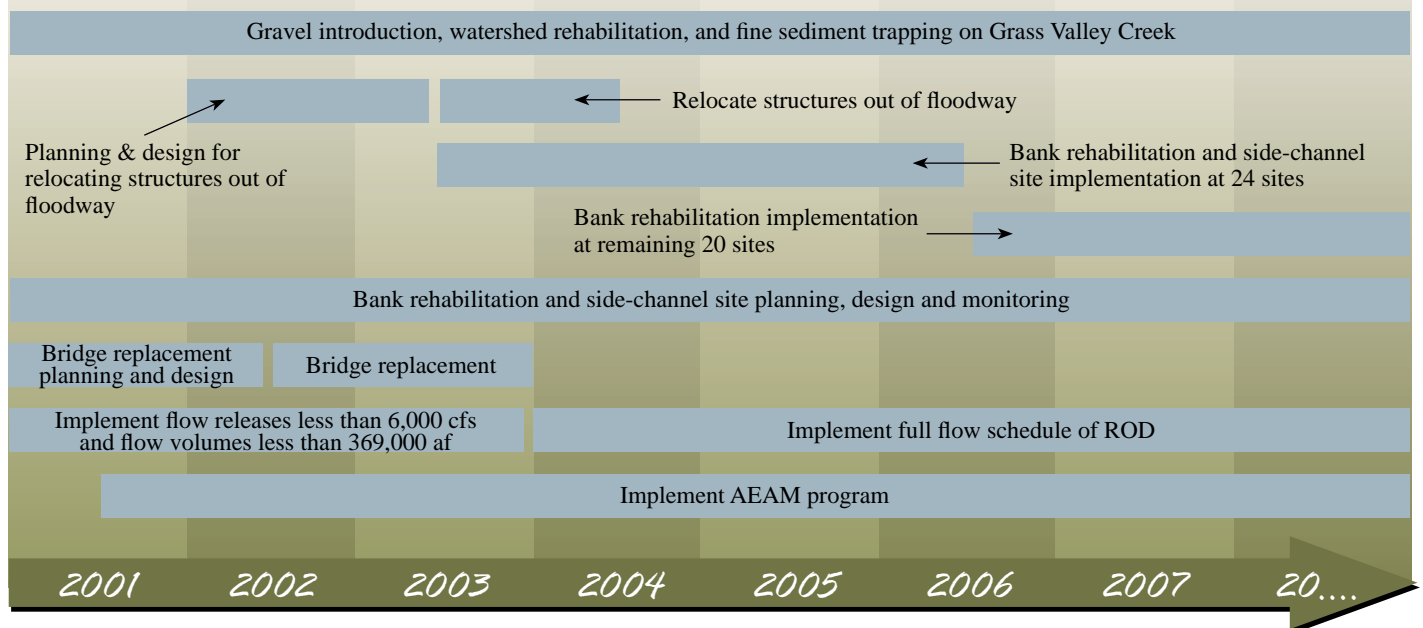 Gravel introduction, watershed rehabilitation, and fine sediment trapping on Grass Valley Creek
Relocate structures out of floodway
Planning & design for
relocating structures out of
floodway
Bank rehabilitation and side-channel
site implementation at 24 sites
Bank rehabilitation implementation
at remaining 20 sites
Bank rehabilitation and side-channel site planning, design and monitoring
Bridge replacement
planning and design
Bridge replacement
Implement flow releases less than 6,000 cfs
and flow volumes less than 369,000 af
Implement full flow schedule of ROD
Implement AEAM program
2001 2002 2003 2004 2005 2006 2007 20....